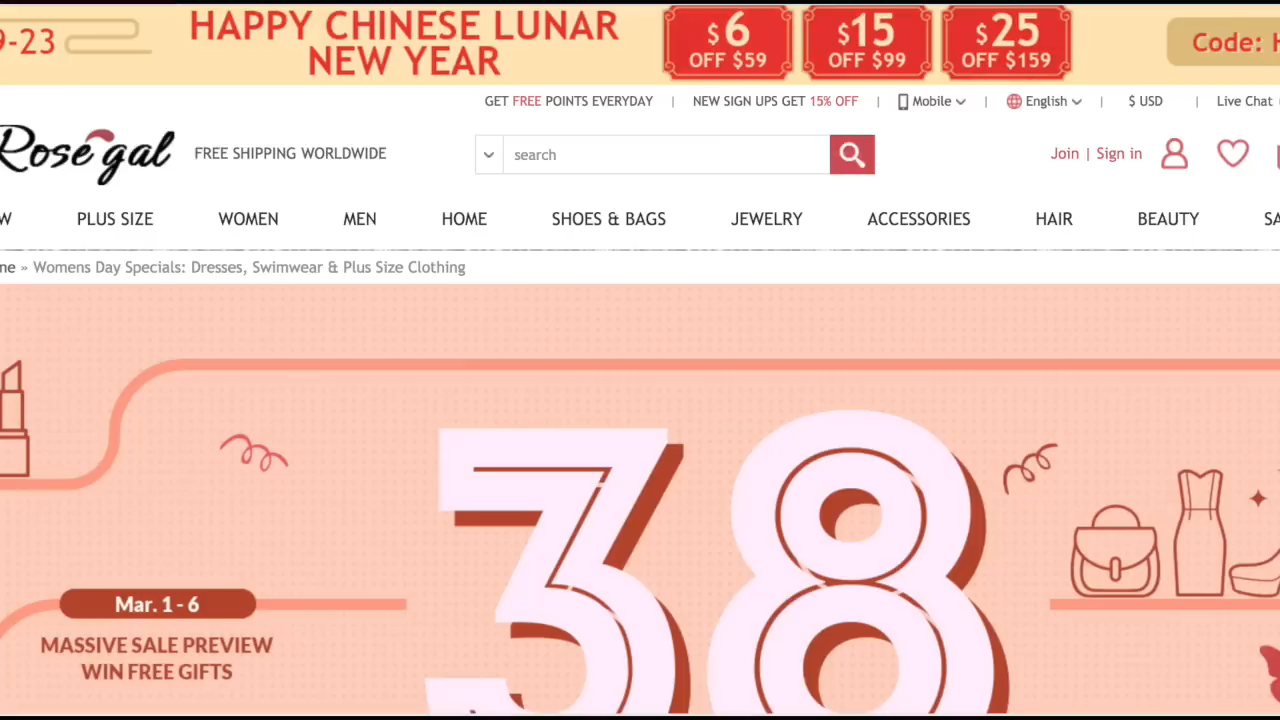 9-23
HAPPY CHINESE LUNAR
NEW YEAR
$6
OFF $59
$15
OFF $99
$25
OFF $159
Code:
GET FREE POINTS EVERYDAY | NEW SIGN UPS GET 15% OFF | Mobile | English | $ USD | Live Chat
Rosegal
FREE SHIPPING WORLDWIDE
search
Join | Sign in
W PLUS SIZE WOMEN MEN HOME SHOES & BAGS JEWELRY ACCESSORIES HAIR BEAUTY SA
me » Womens Day Specials: Dresses, Swimwear & Plus Size Clothing
38
Mar. 1 - 6
MASSIVE SALE PREVIEW
WIN FREE GIFTS